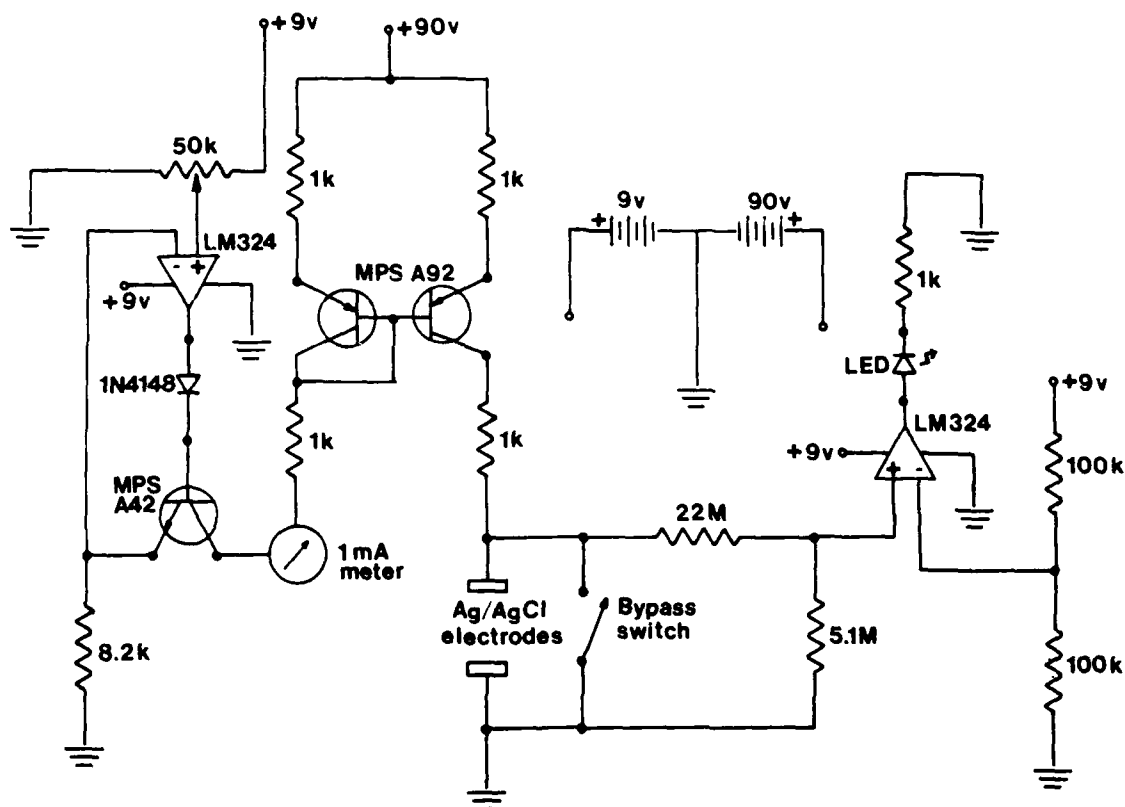 +9v
+90v
50k
1k
1k
9v
90v
+
+
LM324
- +
+9v
MPS A92
1k
LED
1N4148
LM324
+9v
+9v
+ -
1k
1k
100k
MPS
A42
22M
1mA
meter
Ag/AgCl
electrodes
Bypass
switch
5.1M
8.2k
100k